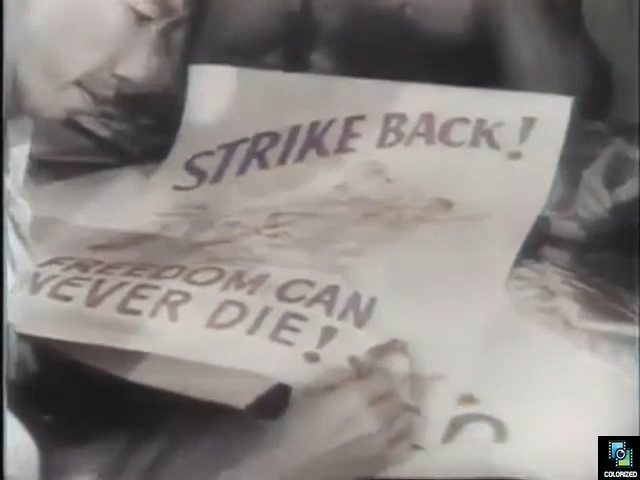 STRIKE BACK!
FREEDOM CAN
NEVER DIE!
COLORIZED